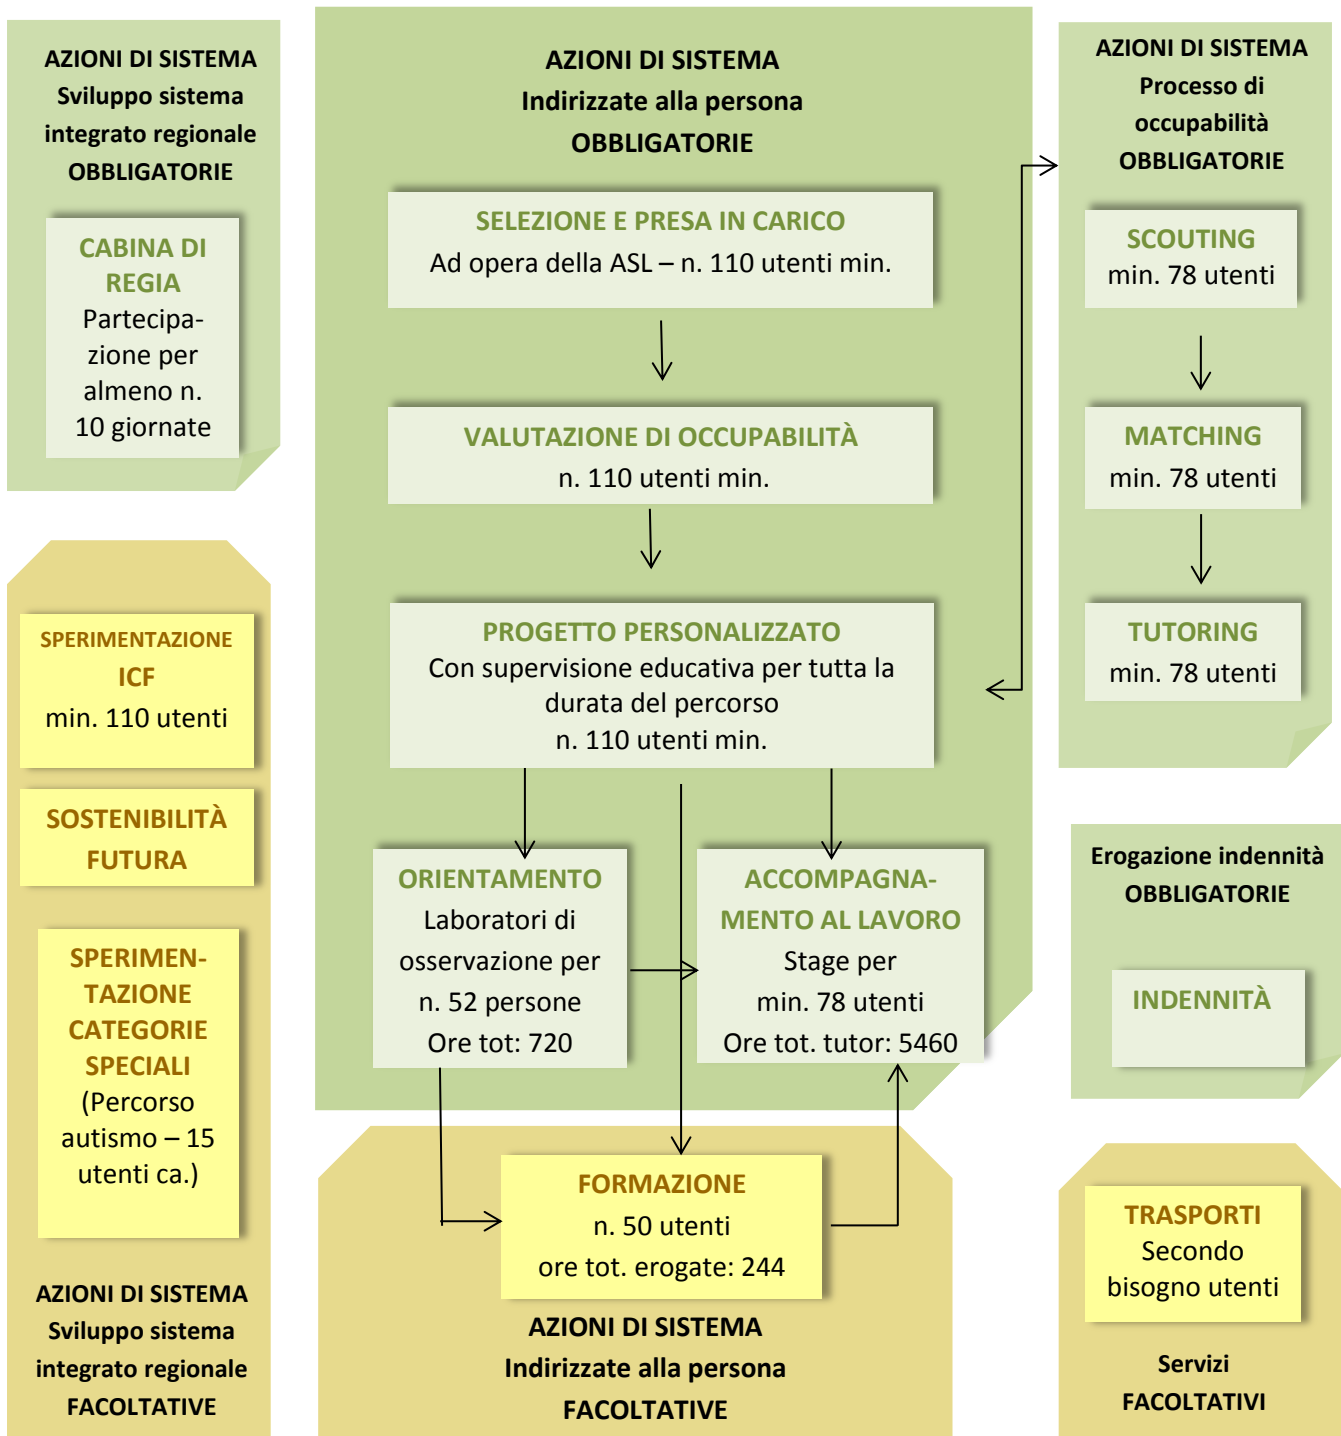 AZIONI DI SISTEMA
Sviluppo sistema
integrato regionale
OBBLIGATORIE
CABINA DI
REGIA
Partecipa-
zione per
almeno n.
10 giornate
AZIONI DI SISTEMA
Indirizzate alla persona
OBBLIGATORIE
SELEZIONE E PRESA IN CARICO
Ad opera della ASL – n. 110 utenti min.
VALUTAZIONE DI OCCUPABILITÀ
n. 110 utenti min.
PROGETTO PERSONALIZZATO
Con supervisione educativa per tutta la
durata del percorso
n. 110 utenti min.
ORIENTAMENTO
Laboratori di
osservazione per
n. 52 persone
Ore tot: 720
ACCOMPAGNA-
MENTO AL LAVORO
Stage per
min. 78 utenti
Ore tot. tutor: 5460
AZIONI DI SISTEMA
Processo di
occupabilità
OBBLIGATORIE
SCOUTING
min. 78 utenti
MATCHING
min. 78 utenti
TUTORING
min. 78 utenti
SPERIMENTAZIONE
ICF
min. 110 utenti
SOSTENIBILITÀ
FUTURA
SPERIMEN-
TAZIONE
CATEGORIE
SPECIALI
(Percorso
autismo – 15
utenti ca.)
AZIONI DI SISTEMA
Sviluppo sistema
integrato regionale
FACOLTATIVE
FORMAZIONE
n. 50 utenti
ore tot. erogate: 244
AZIONI DI SISTEMA
Indirizzate alla persona
FACOLTATIVE
Erogazione indennità
OBBLIGATORIE
INDENNITÀ
TRASPORTI
Secondo
bisogno utenti
Servizi
FACOLTATIVI